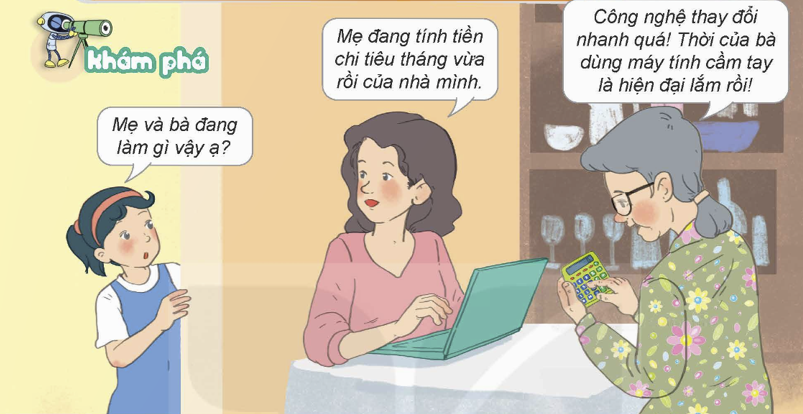 khám phá
Mẹ và bà đang
làm gì vậy ạ?
Mẹ đang tính tiền
chi tiêu tháng vừa
rồi của nhà mình.
Công nghệ thay đổi
nhanh quá! Thời của bà
dùng máy tính cầm tay
là hiện đại lắm rồi!